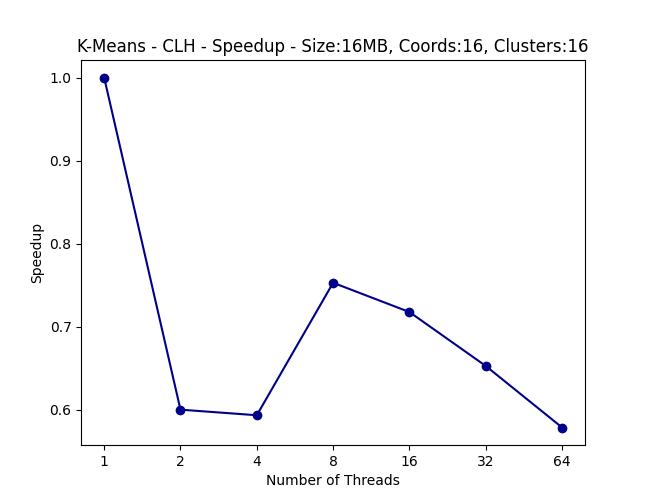 K-Means - CLH - Speedup - Size:16MB, Coords:16, Clusters:16
1.0
0.9
0.8
0.7
0.6
Speedup
1 2 4 8 16 32 64
Number of Threads